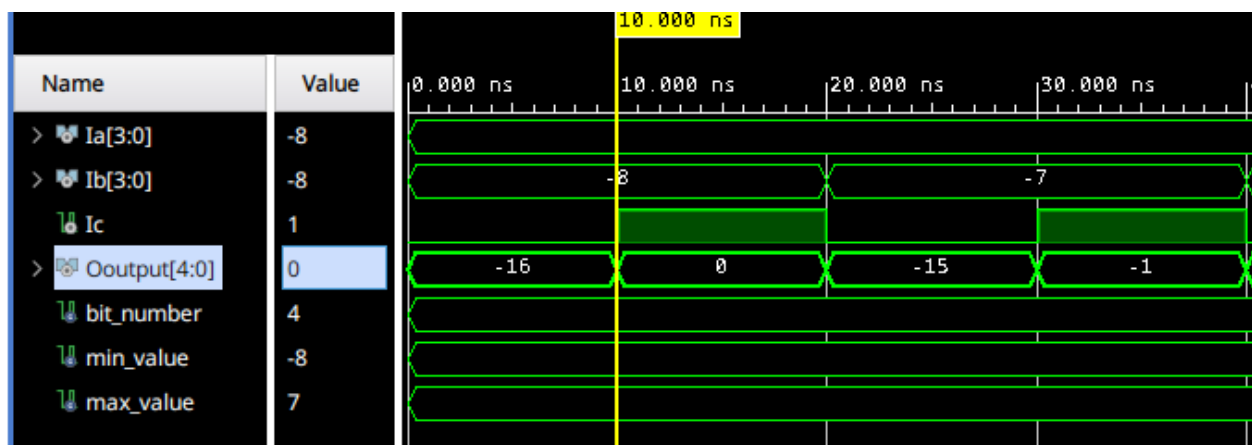 10.000 ns
Name Value 0.000 ns 10.000 ns 20.000 ns 30.000 ns
Ia[3:0] -8
Ib[3:0] -8 -8 -7
Ic 1
Ooutput[4:0] 0 -16 0 -15 -1
bit_number 4
min_value -8
max_value 7